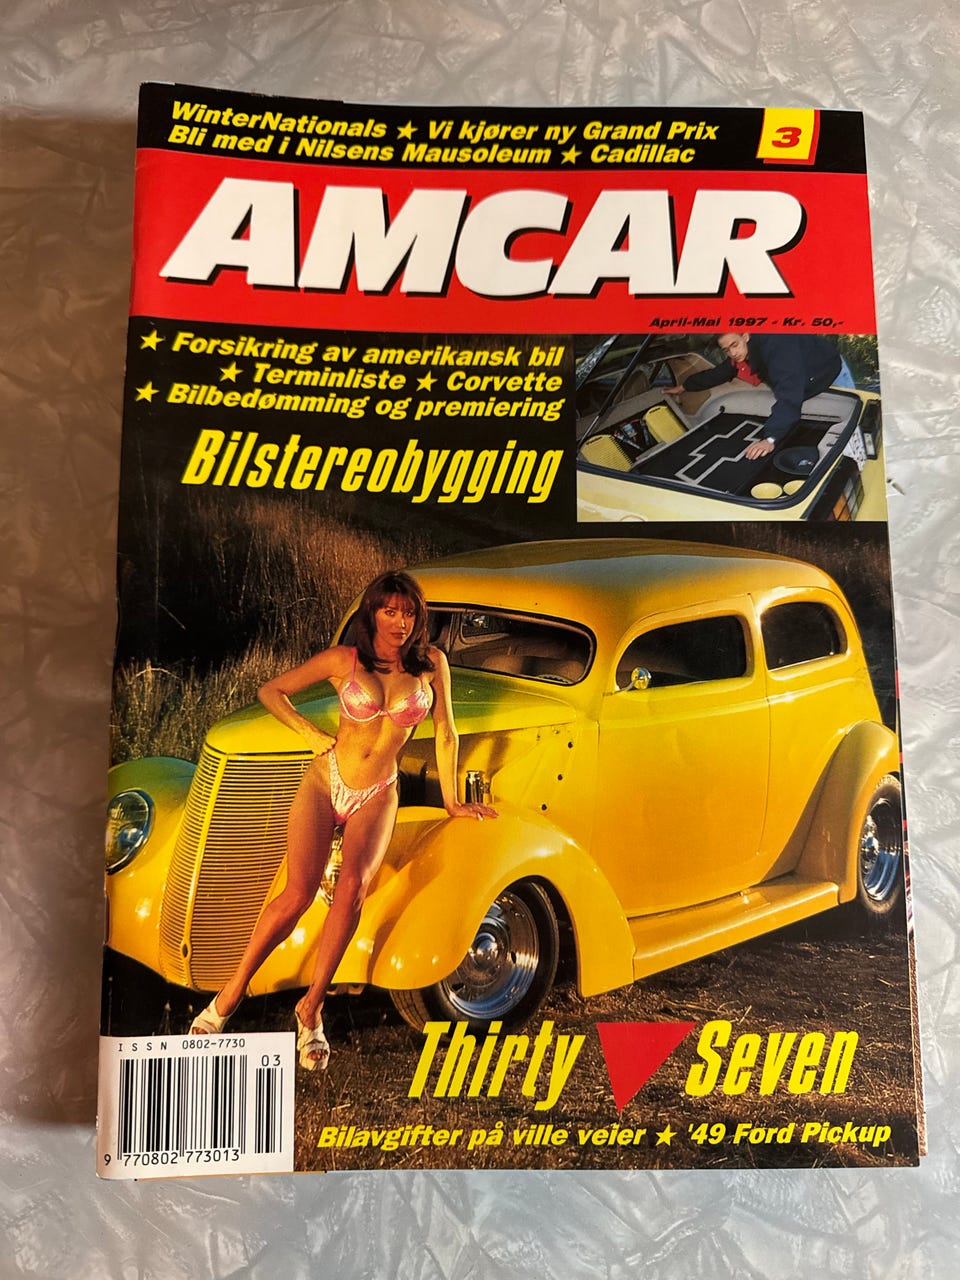 WinterNationals ★ Vi kjører ny Grand Prix
Bli med i Nilsens Mausoleum ★ Cadillac
3
AMCAR
April-Mai 1997 - Kr. 50,-
★ Forsikring av amerikansk bil
★ Terminliste ★ Corvette
★ Bilbedømming og premiering
Bilstereobygging
Thirty Seven
Bilavgifter på ville veier ★ '49 Ford Pickup
ISSN 0802-7730
03
9 770802 773013